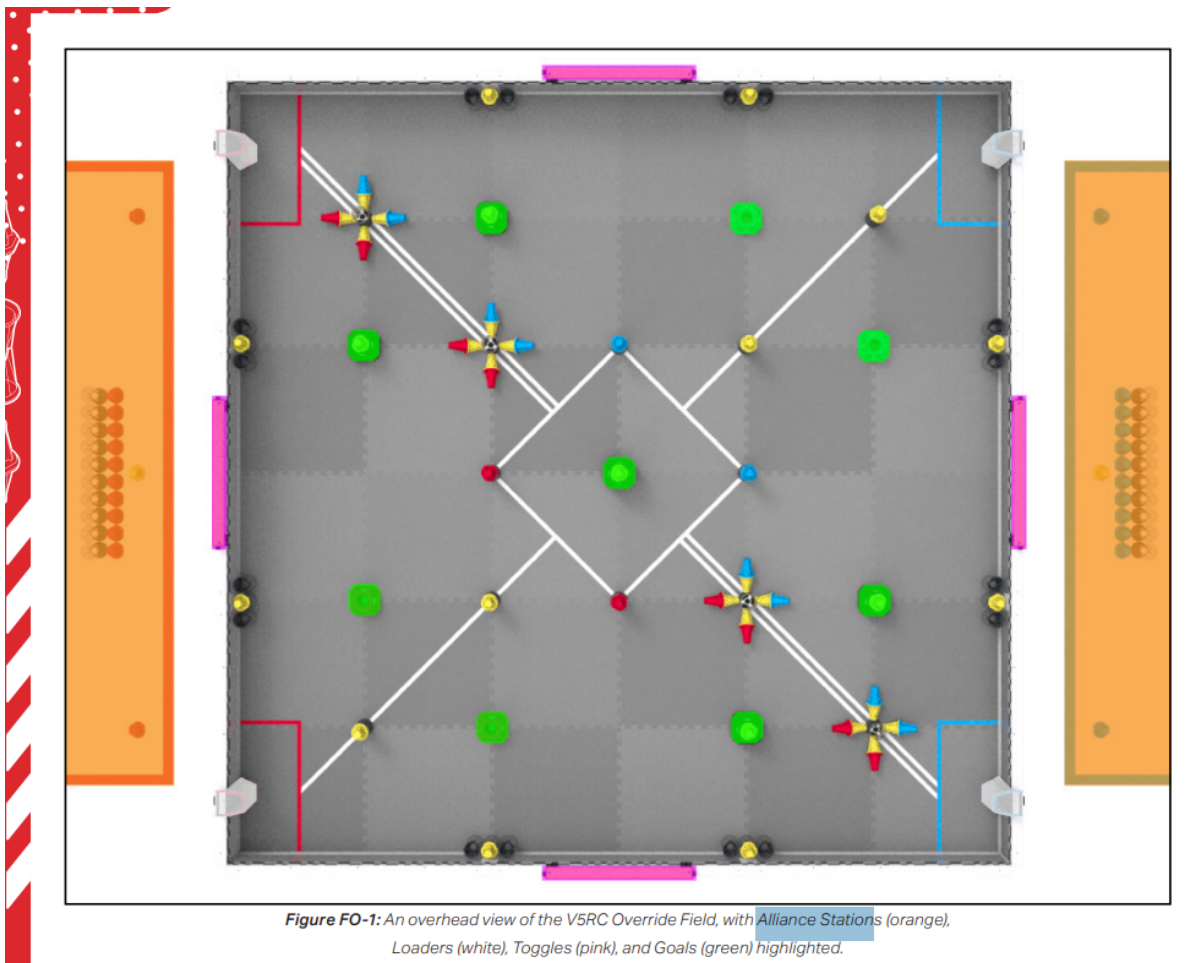 Figure FO-1: An overhead view of the V5RC Override Field, with Alliance Stations (orange),
Loaders (white), Toggles (pink), and Goals (green) highlighted.